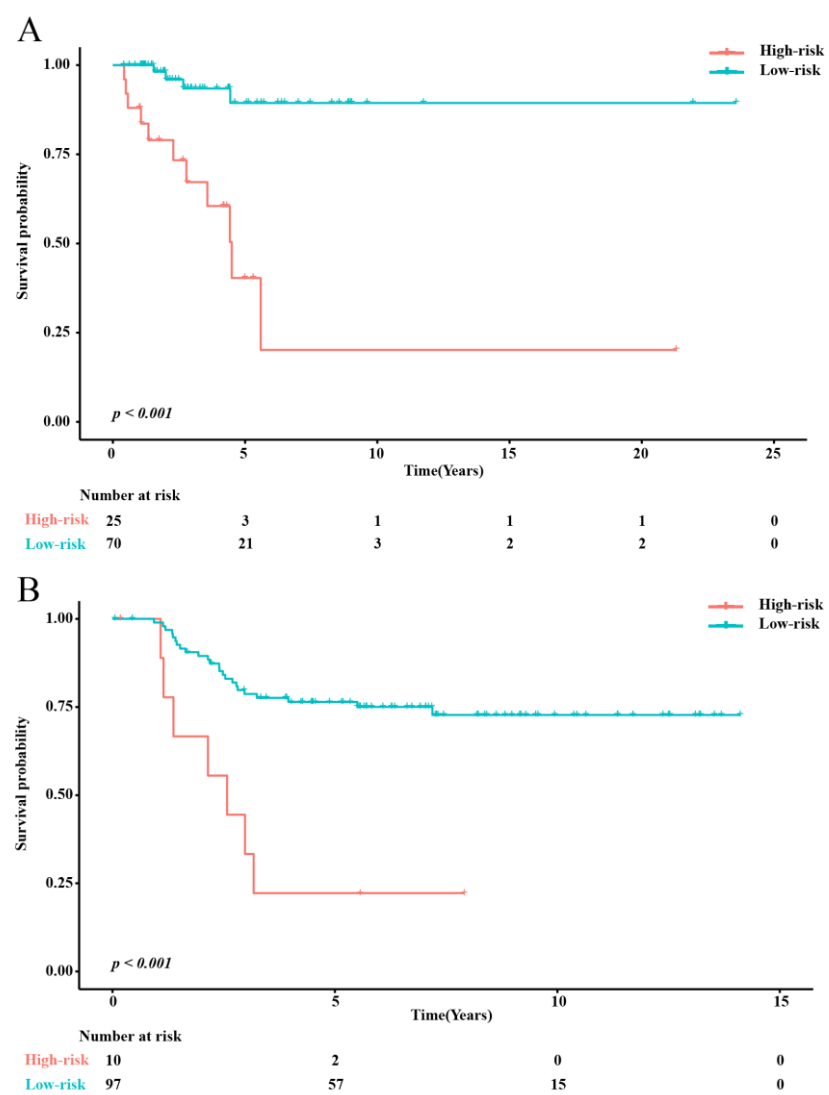 A
High-risk
Low-risk
1.00
0.75
0.50
0.25
0.00
Survival probability
p < 0.001
0 5 10 15 20 25
Time(Years)
Number at risk
High-risk 25 3 1 1 1 0
Low-risk 70 21 3 2 2 0
B
High-risk
Low-risk
1.00
0.75
0.50
0.25
0.00
Survival probability
p < 0.001
0 5 10 15
Time(Years)
Number at risk
High-risk 10 2 0 0
Low-risk 97 57 15 0